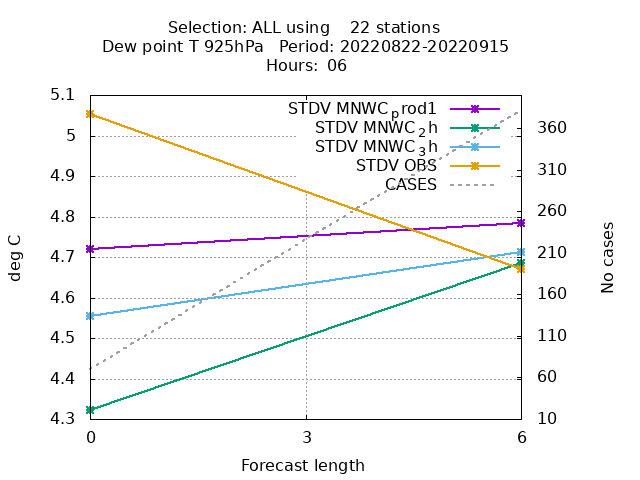 Selection: ALL using    22 stations
Dew point T 925hPa   Period: 20220822-20220915
Hours: 06
STDV MNWC_prod1
STDV MNWC_2h
STDV MNWC_3h
STDV OBS
CASES
5.1
5
4.9
4.8
4.7
4.6
4.5
4.4
4.3
deg C
360
310
260
210
160
110
60
10
No cases
0 3 6
Forecast length